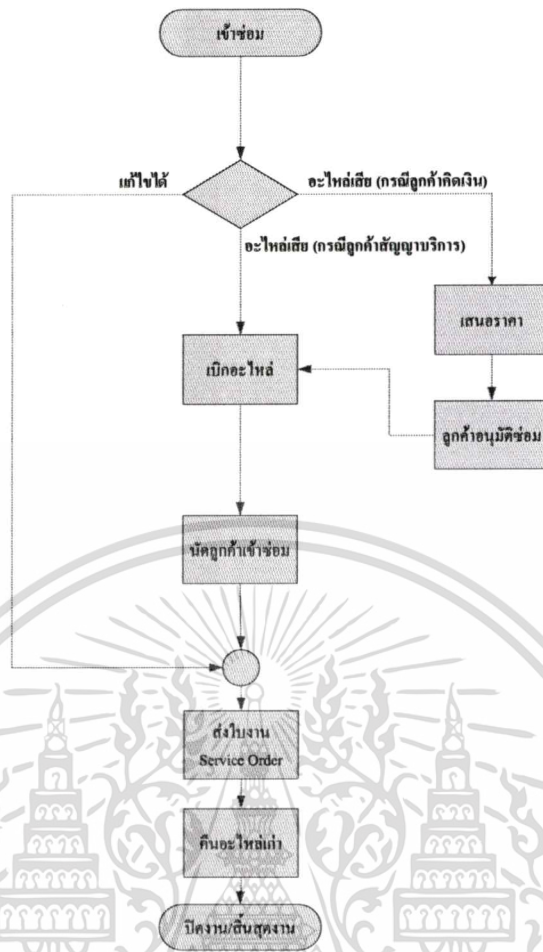 เข้าซ่อม
แก้ไขได้
อะไหล่เสีย (กรณีลูกค้าคิดเงิน)
อะไหล่เสีย (กรณีลูกค้าสัญญาบริการ)
เสนอราคา
เบิกอะไหล่
ลูกค้าอนุมัติซ่อม
นัดลูกค้าเข้าซ่อม
ส่งใบงาน
Service Order
คืนอะไหล่เก่า
ปิดงาน/สิ้นสุดงาน